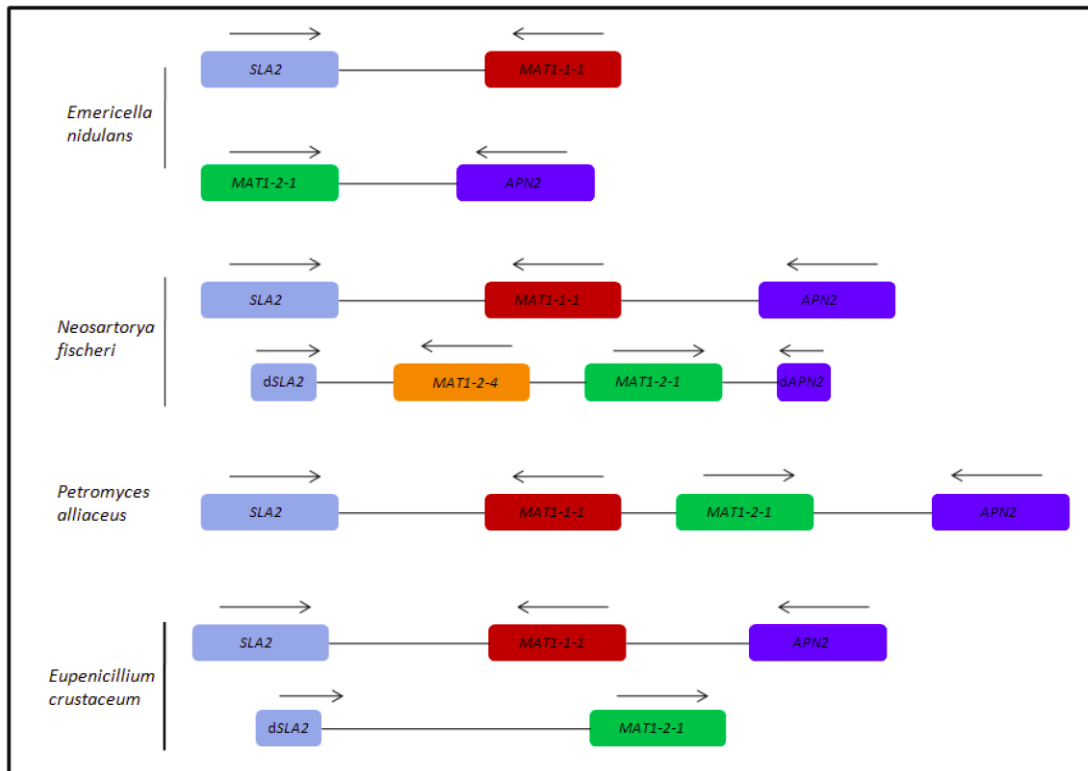 SLA2 MAT1-1-1
Emericella
nidulans
MAT1-2-1 APN2
SLA2 MAT1-1-1 APN2
Neosartorya
fischeri
dSLA2 MAT1-2-4 MAT1-2-1 dAPN2
Petromyces
alliaceus
SLA2 MAT1-1-1 MAT1-2-1 APN2
SLA2 MAT1-1-1 APN2
Eupenicillium
crustaceum
dSLA2 MAT1-2-1